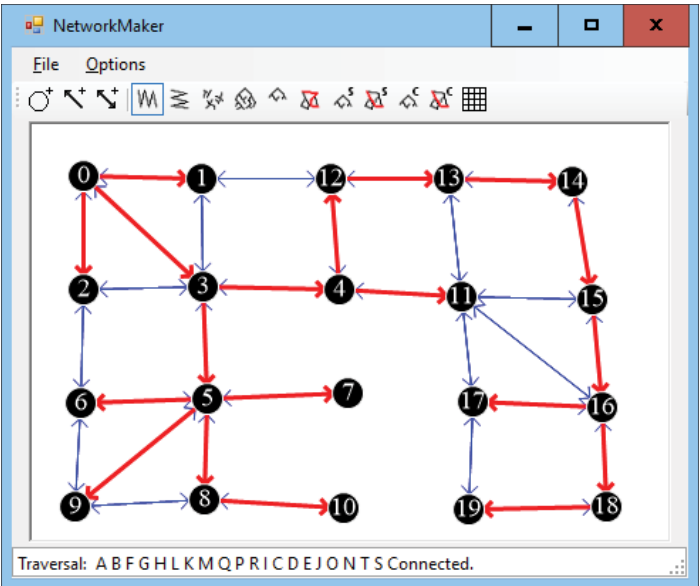 NetworkMaker
File Options
0 1 12 13 14
2 3 4 11 15
6 5 7 17 16
9 8 10 19 18
Traversal: A B F G H L K M Q P R I C D E J O N T S Connected.